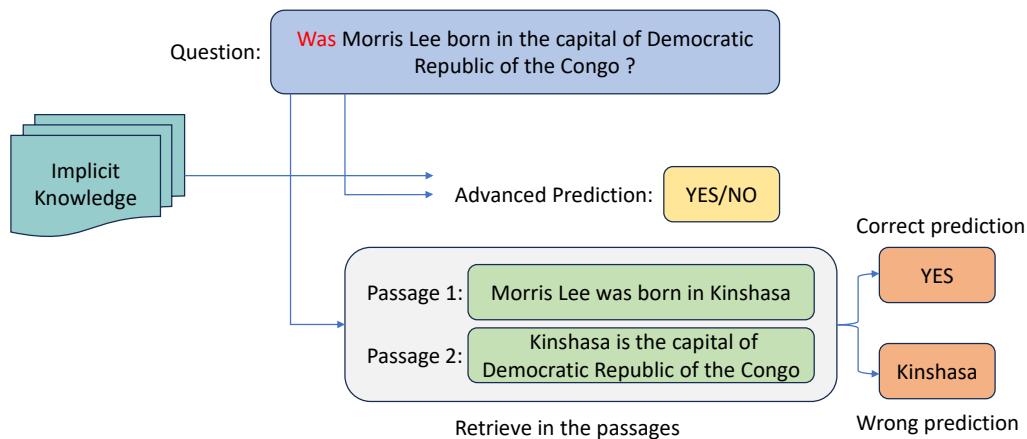 Question:
Was Morris Lee born in the capital of Democratic
Republic of the Congo ?
Implicit
Knowledge
Advanced Prediction:
YES/NO
Correct prediction
YES
Passage 1:
Morris Lee was born in Kinshasa
Passage 2:
Kinshasa is the capital of
Democratic Republic of the Congo
Kinshasa
Wrong prediction
Retrieve in the passages